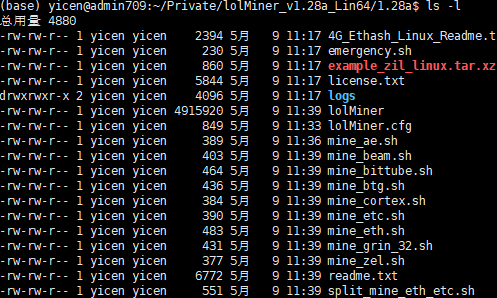 (base) yicen@admin709:~/Private/lolMiner_v1.28a_Lin64/1.28a$ ls -l
总用量 4880
-rw-rw-r-- 1 yicen yicen 2394 5月 9 11:17 4G_Ethash_Linux_Readme.t
-rw-rw-r-- 1 yicen yicen 230 5月 9 11:17 emergency.sh
-rw-rw-r-- 1 yicen yicen 860 5月 9 11:17 example_zil_linux.tar.xz
-rw-rw-r-- 1 yicen yicen 5844 5月 9 11:17 license.txt
drwxrwxr-x 2 yicen yicen 4096 5月 9 11:17 logs
-rw-rw-r-- 1 yicen yicen 4915920 5月 9 11:39 lolMiner
-rw-rw-r-- 1 yicen yicen 849 5月 9 11:33 lolMiner.cfg
-rw-rw-r-- 1 yicen yicen 389 5月 9 11:36 mine_ae.sh
-rw-rw-r-- 1 yicen yicen 403 5月 9 11:39 mine_beam.sh
-rw-rw-r-- 1 yicen yicen 464 5月 9 11:39 mine_bittube.sh
-rw-rw-r-- 1 yicen yicen 436 5月 9 11:39 mine_btg.sh
-rw-rw-r-- 1 yicen yicen 384 5月 9 11:39 mine_cortex.sh
-rw-rw-r-- 1 yicen yicen 390 5月 9 11:39 mine_etc.sh
-rw-rw-r-- 1 yicen yicen 483 5月 9 11:39 mine_eth.sh
-rw-rw-r-- 1 yicen yicen 431 5月 9 11:39 mine_grin_32.sh
-rw-rw-r-- 1 yicen yicen 377 5月 9 11:39 mine_zel.sh
-rw-rw-r-- 1 yicen yicen 6772 5月 9 11:39 readme.txt
-rw-rw-r-- 1 yicen yicen 551 5月 9 11:39 split_mine_eth_etc.sh